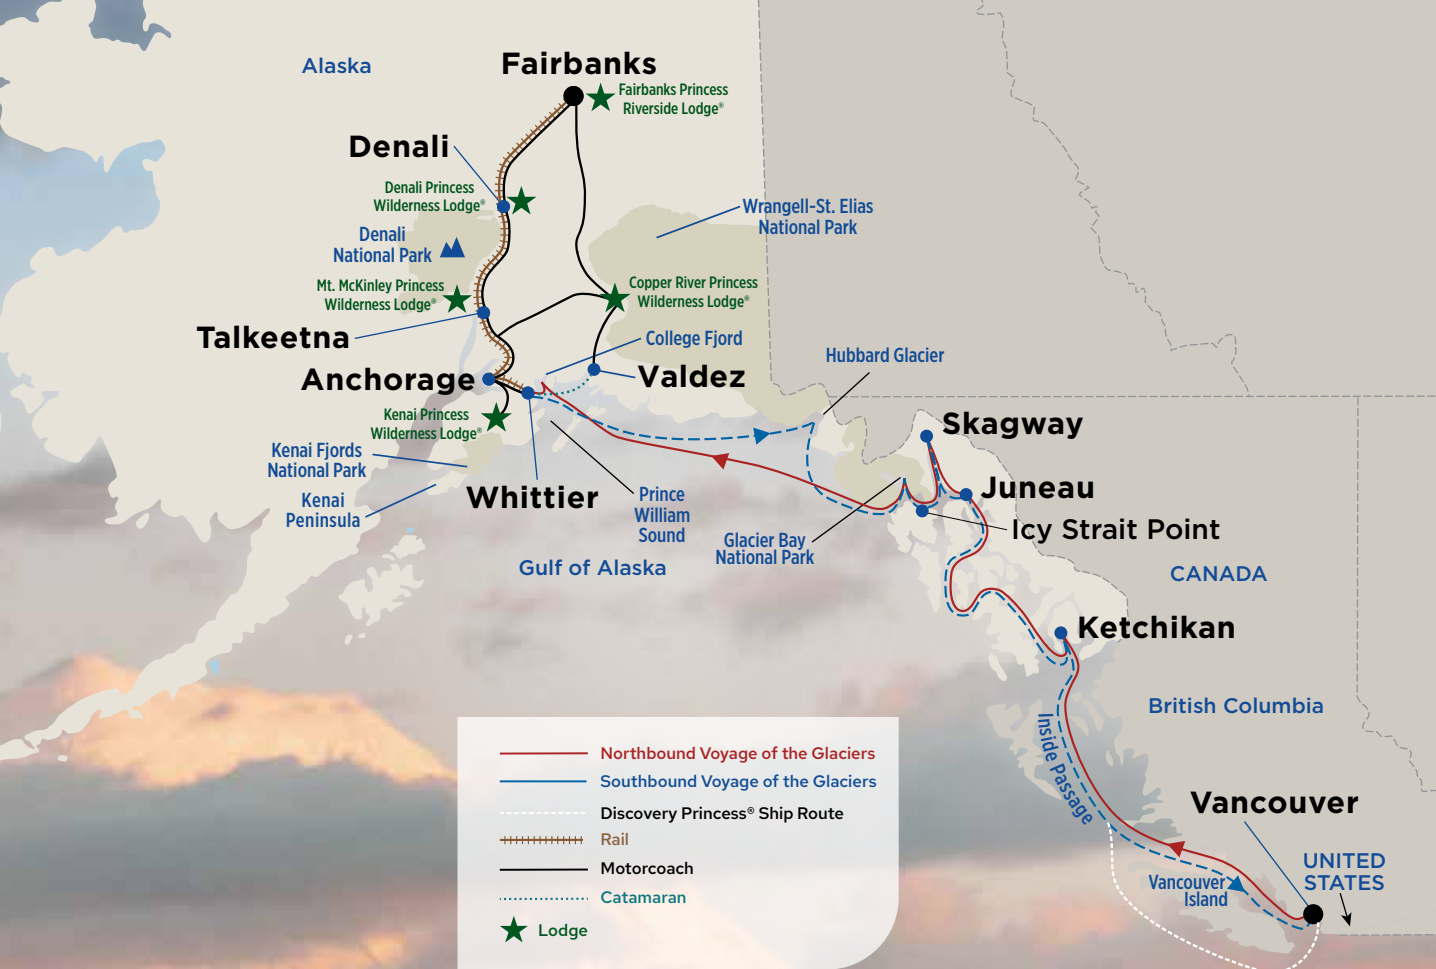 Alaska
Fairbanks
Fairbanks Princess
Riverside Lodge®
Denali
Denali Princess
Wilderness Lodge®
Wrangell-St. Elias
National Park
Denali
National Park
Mt. McKinley Princess
Wilderness Lodge®
Copper River Princess
Wilderness Lodge®
Talkeetna
College Fjord
Hubbard Glacier
Anchorage
Valdez
Kenai Princess
Wilderness Lodge®
Skagway
Kenai Fjords
National Park
Whittier
Juneau
Kenai
Peninsula
Prince
William
Sound
Icy Strait Point
Glacier Bay
National Park
Gulf of Alaska
CANADA
Ketchikan
British Columbia
Inside Passage
Northbound Voyage of the Glaciers
Southbound Voyage of the Glaciers
Discovery Princess® Ship Route
Rail
Motorcoach
Catamaran
Lodge
Vancouver
UNITED
STATES
Vancouver
Island